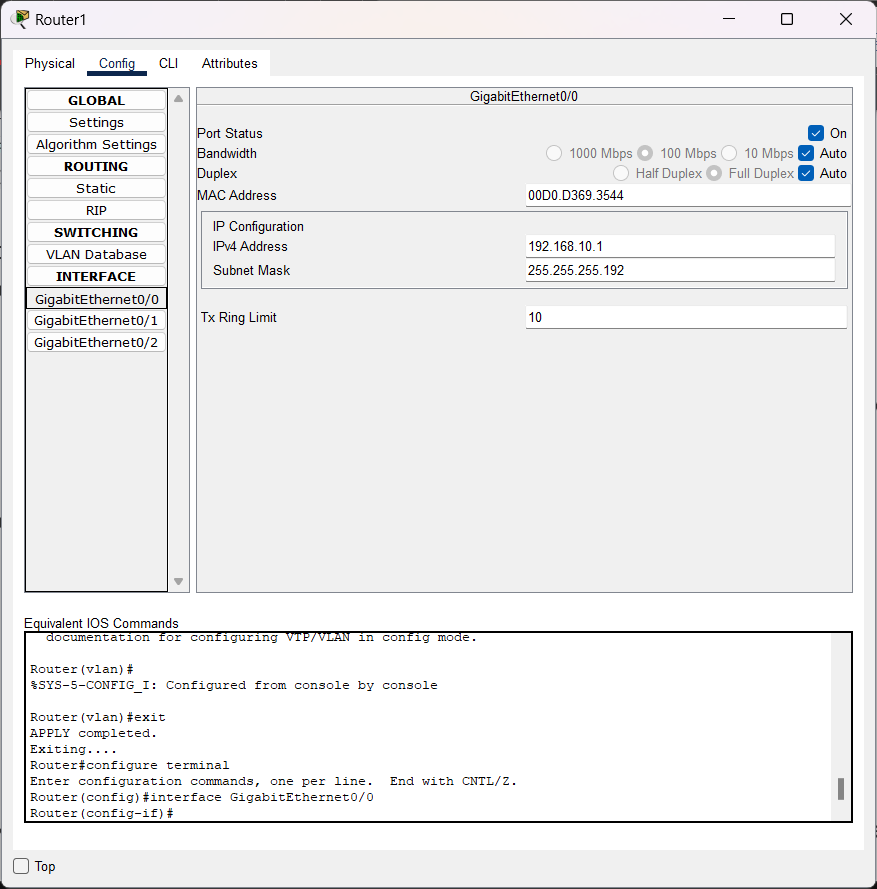 Router1
Physical Config CLI Attributes
GLOBAL
Settings
Algorithm Settings
ROUTING
Static
RIP
SWITCHING
VLAN Database
INTERFACE
GigabitEthernet0/0
GigabitEthernet0/1
GigabitEthernet0/2
GigabitEthernet0/0
Port Status On
Bandwidth 1000 Mbps 100 Mbps 10 Mbps Auto
Duplex Half Duplex Full Duplex Auto
MAC Address 00D0.D369.3544
IP Configuration
IPv4 Address 192.168.10.1
Subnet Mask 255.255.255.192
Tx Ring Limit 10
Equivalent IOS Commands
documentation for configuring VTP/VLAN in config mode.
Router(vlan)#
%SYS-5-CONFIG_I: Configured from console by console
Router(vlan)#exit
APPLY completed.
Exiting....
Router#configure terminal
Enter configuration commands, one per line.  End with CNTL/Z.
Router(config)#interface GigabitEthernet0/0
Router(config-if)#
Top